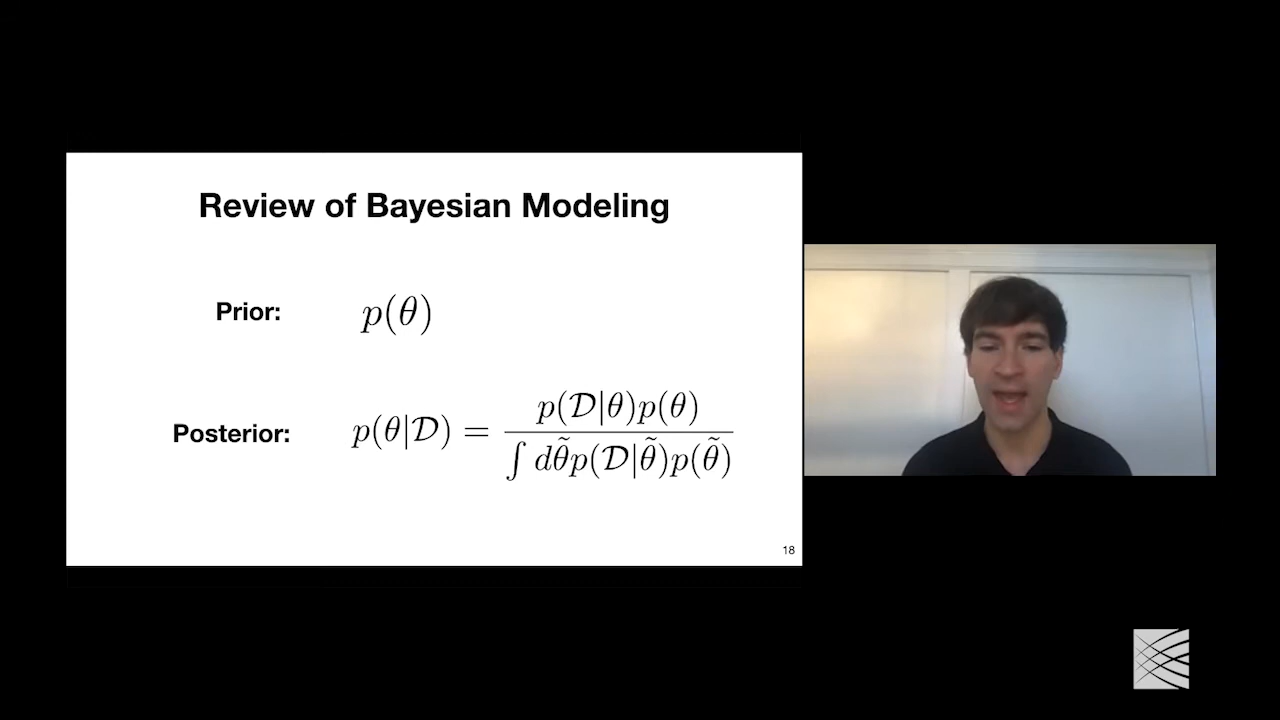 Review of Bayesian Modeling
Prior: p(θ)
Posterior: p(θ|𝒟) = p(𝒟|θ)p(θ) / ∫ dθ̃p(𝒟|θ̃)p(θ̃)
18